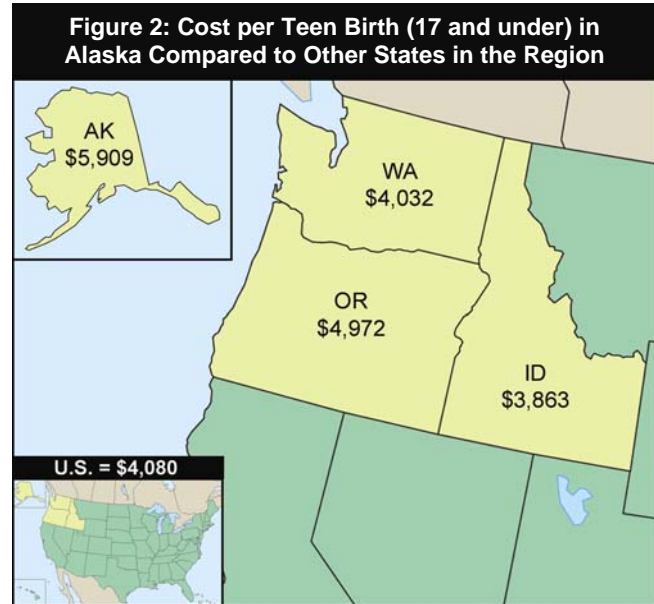 Figure 2: Cost per Teen Birth (17 and under) in
Alaska Compared to Other States in the Region
AK
$5,909
WA
$4,032
OR
$4,972
ID
$3,863
U.S. = $4,080